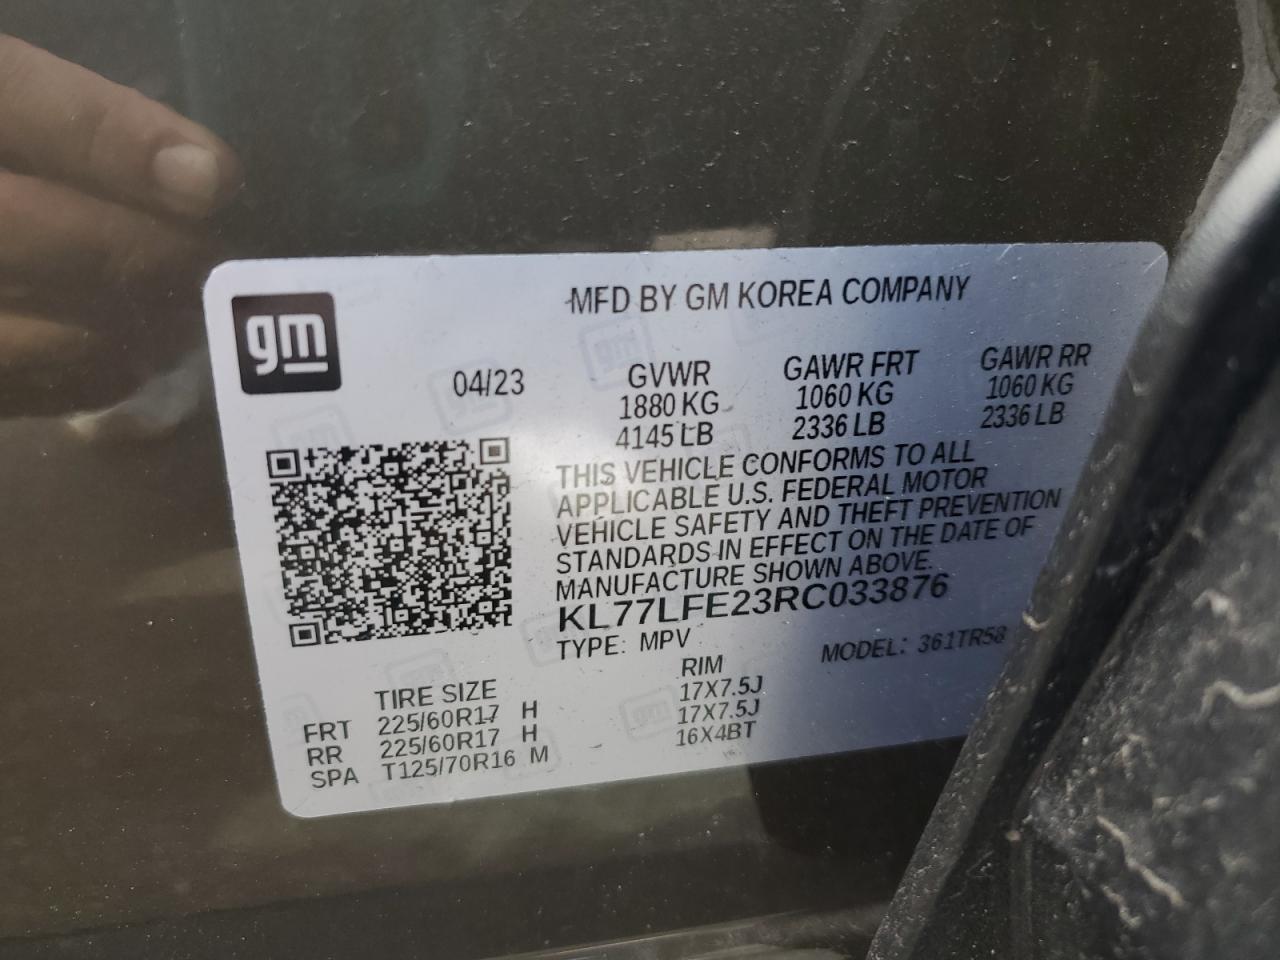 gm
MFD BY GM KOREA COMPANY
04/23
GVWR GAWR FRT GAWR RR
1880 KG 1060 KG 1060 KG
4145 LB 2336 LB 2336 LB
THIS VEHICLE CONFORMS TO ALL
APPLICABLE U.S. FEDERAL MOTOR
VEHICLE SAFETY AND THEFT PREVENTION
STANDARDS IN EFFECT ON THE DATE OF
MANUFACTURE SHOWN ABOVE.
KL77LFE23RC033876
TYPE: MPV MODEL: 361TR58
TIRE SIZE RIM
FRT 225/60R17 H 17X7.5J
RR 225/60R17 H 17X7.5J
SPA T125/70R16 M 16X4BT